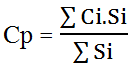 Cp = ∑ Ci.Si / ∑ Si